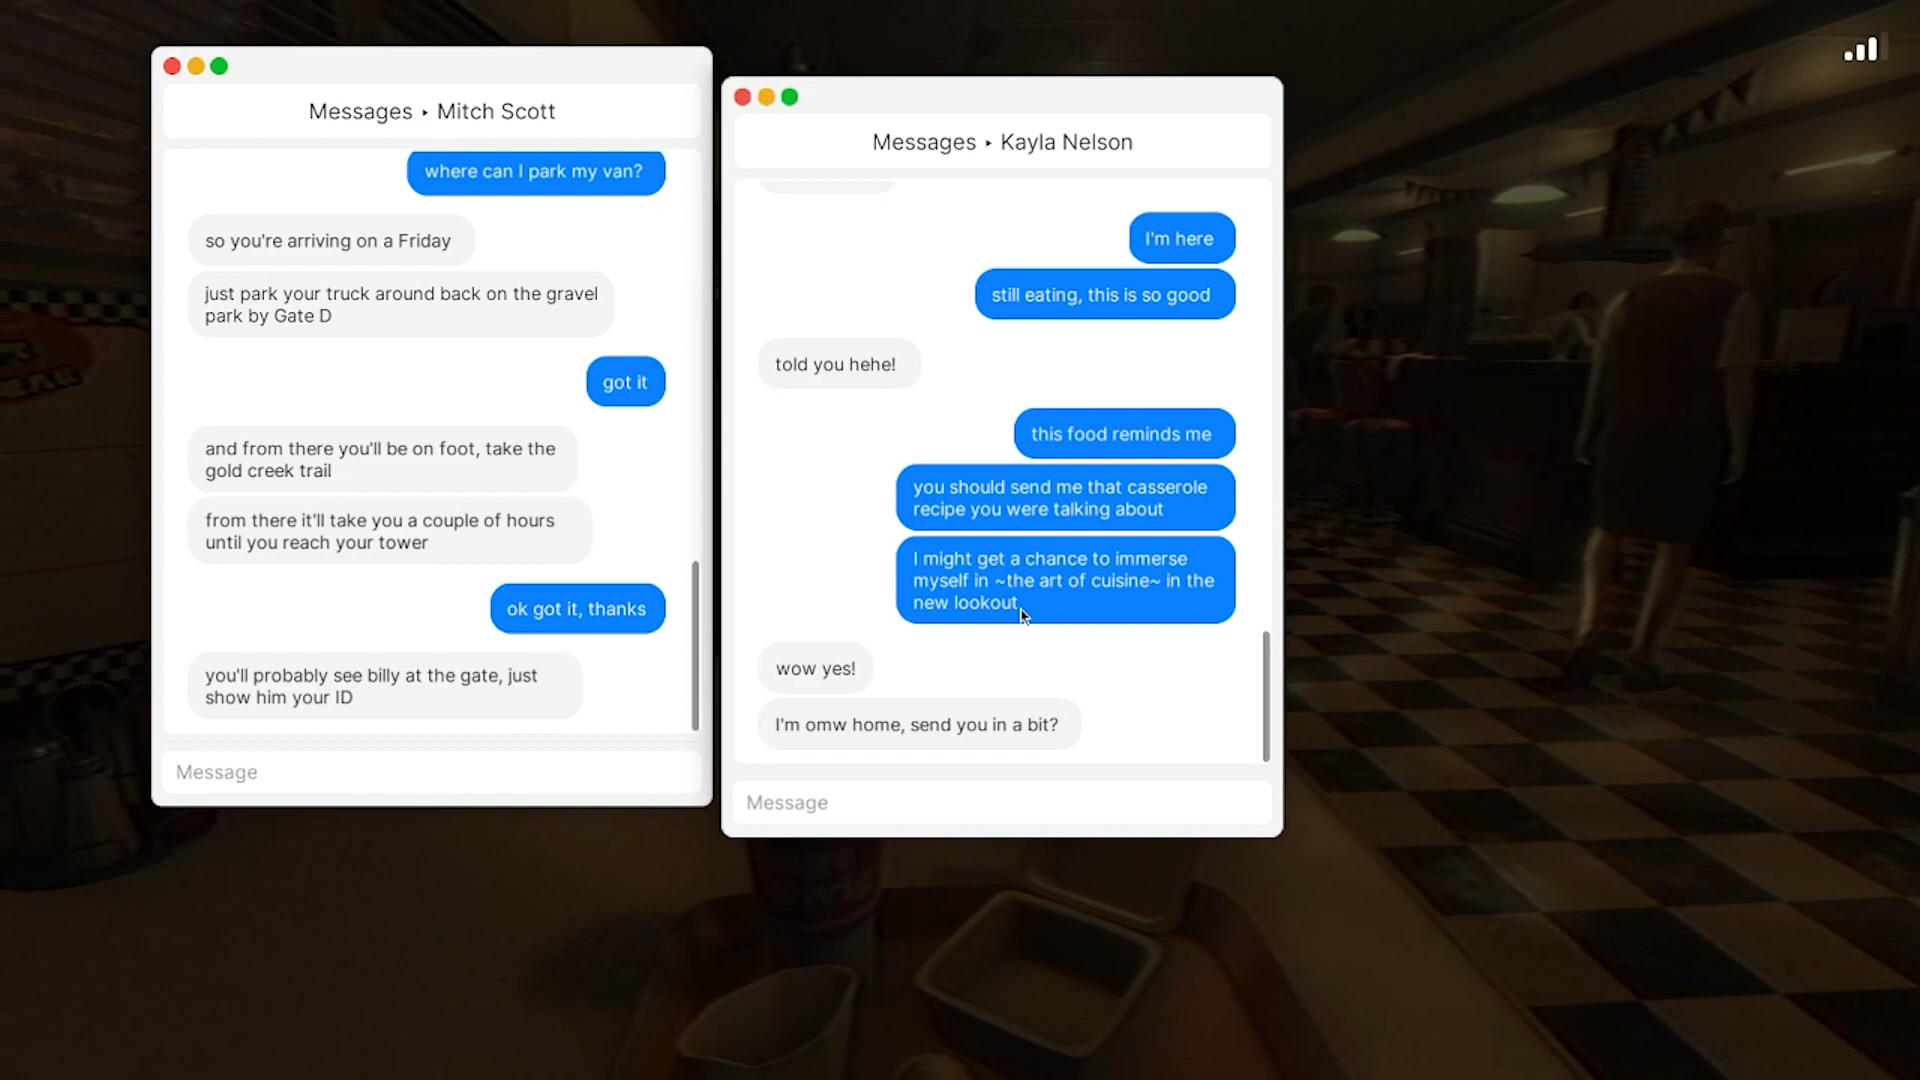 Messages ‣ Mitch Scott
where can I park my van?
so you're arriving on a Friday
just park your truck around back on the gravel
park by Gate D
got it
and from there you'll be on foot, take the
gold creek trail
from there it'll take you a couple of hours
until you reach your tower
ok got it, thanks
you'll probably see billy at the gate, just
show him your ID
Message
Messages ‣ Kayla Nelson
I'm here
still eating, this is so good
told you hehe!
this food reminds me
you should send me that casserole
recipe you were talking about
I might get a chance to immerse
myself in ~the art of cuisine~ in the
new lookout
wow yes!
I'm omw home, send you in a bit?
Message